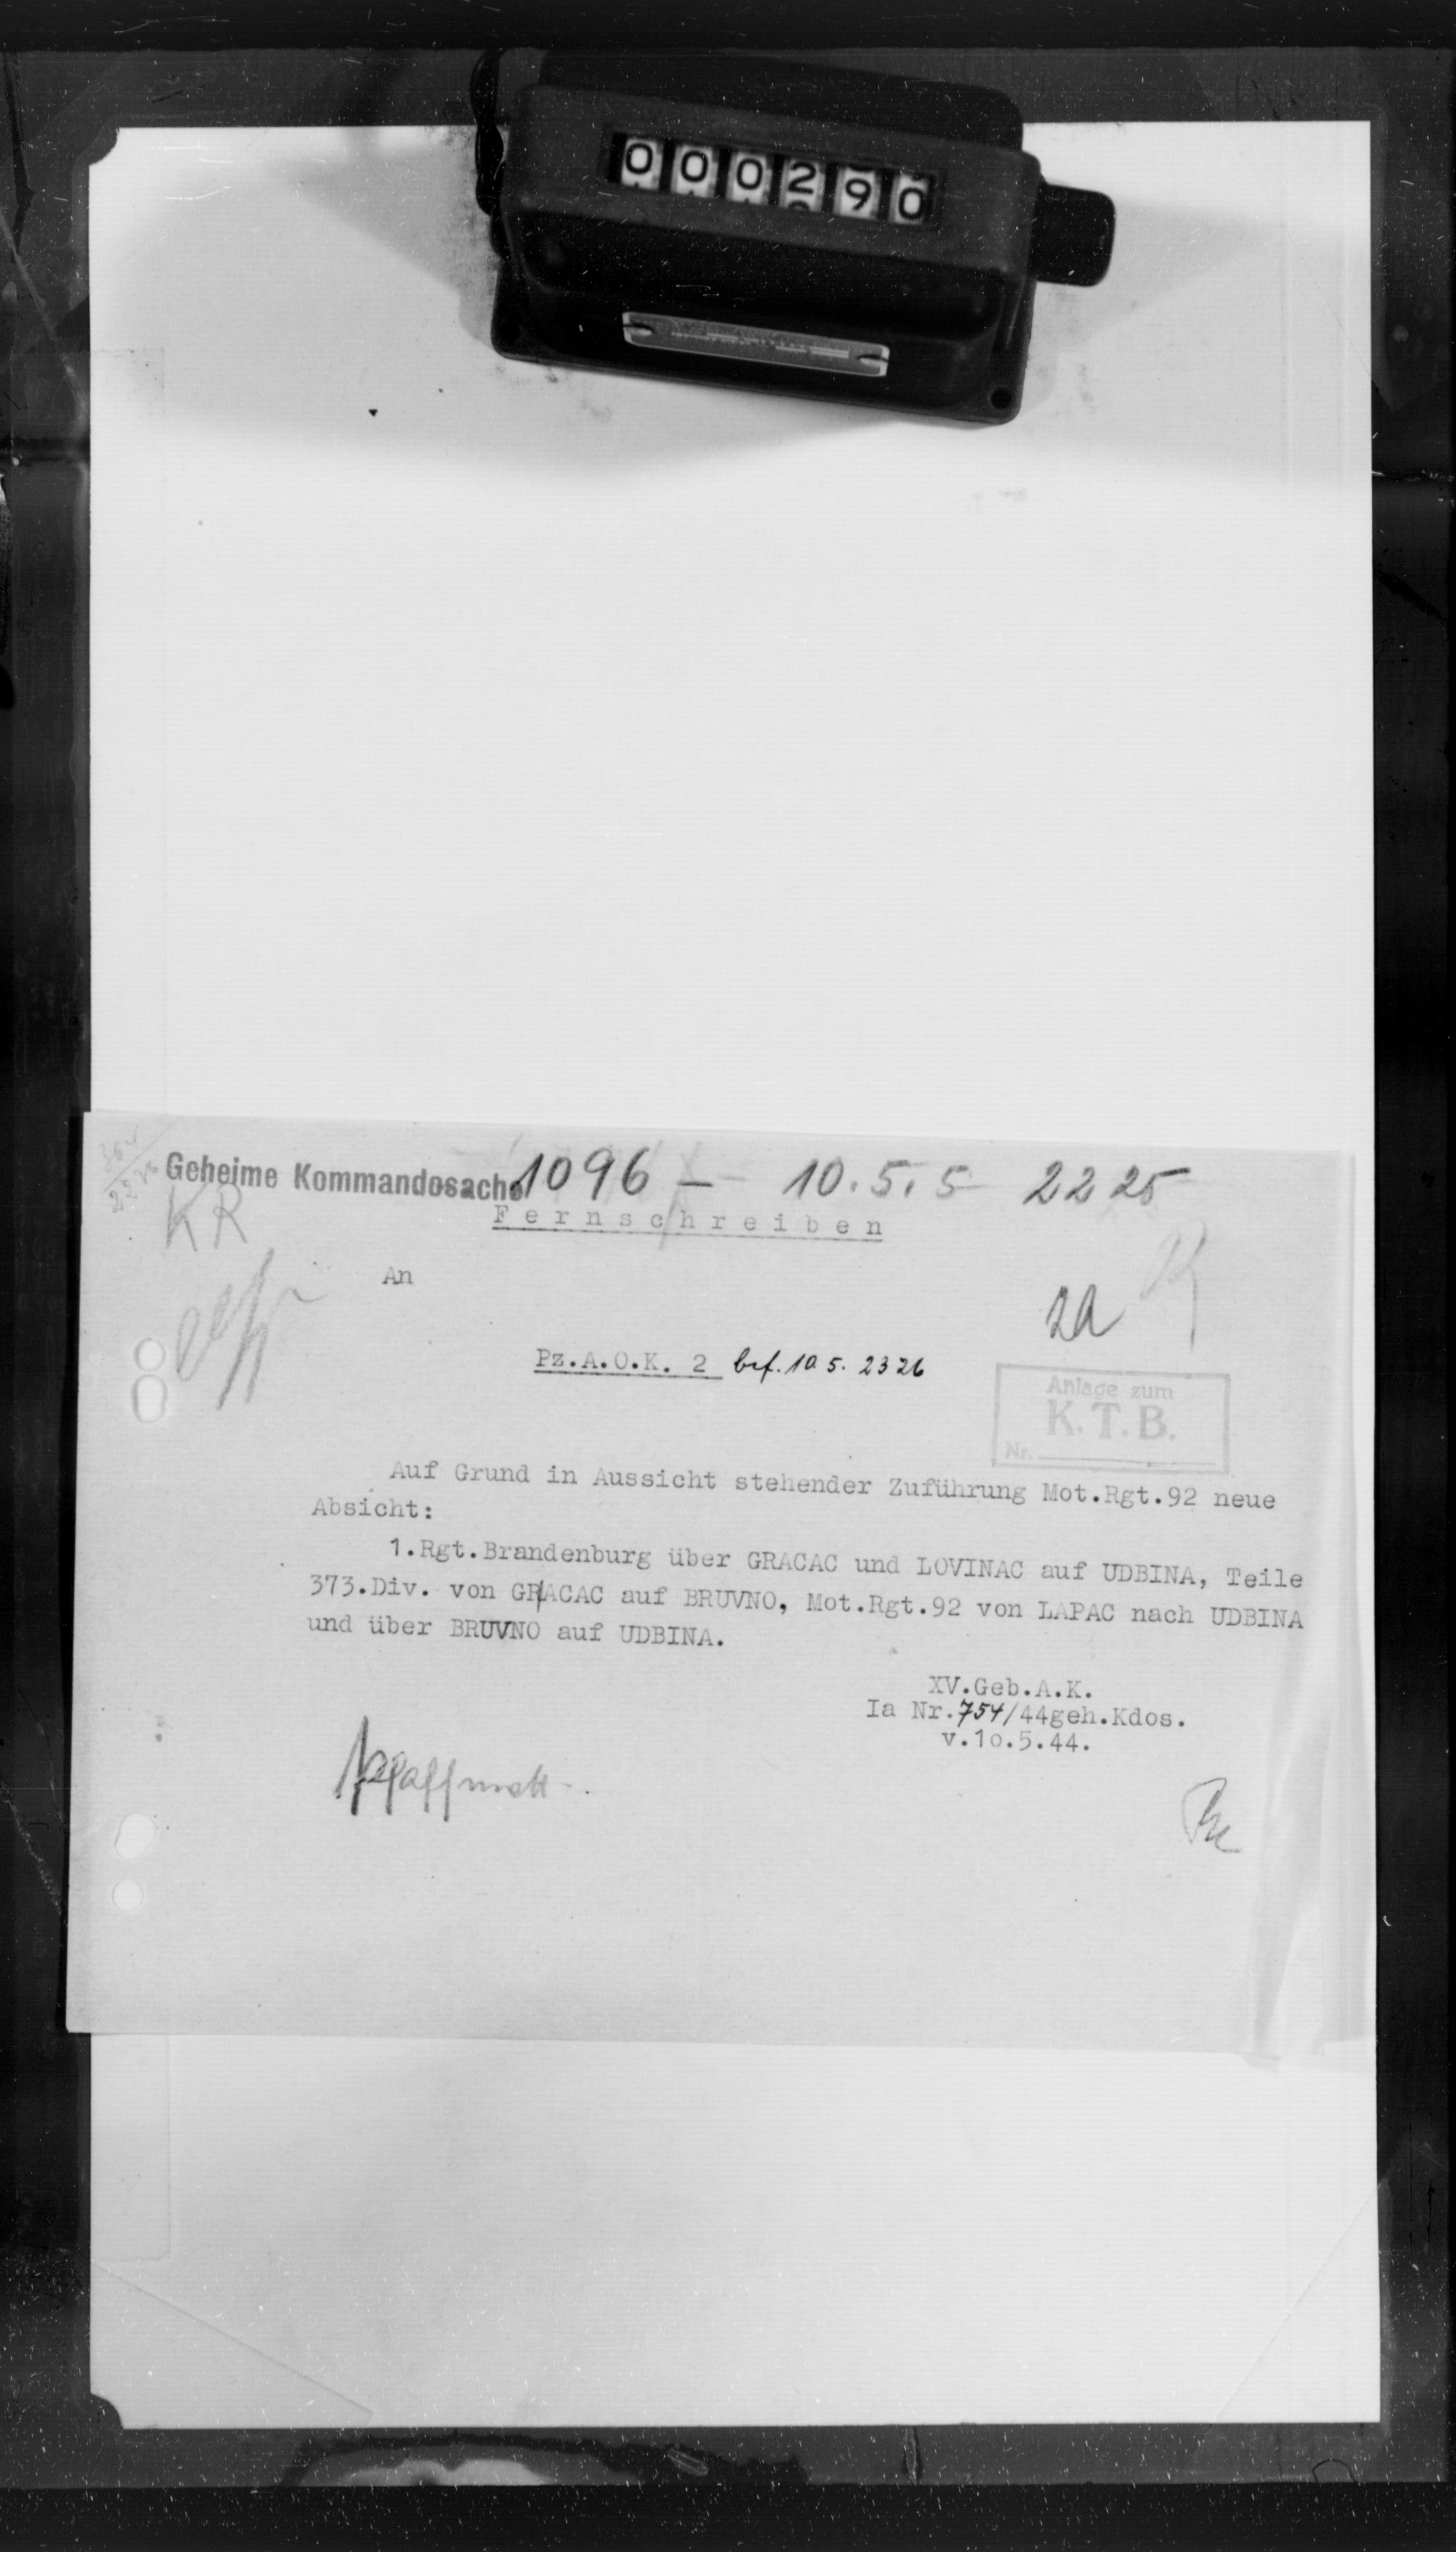 000290
Geheime Kommandosache 1096 - 10.5.5 2225
KR
Fernschreiben
An
2a
Pz.A.O.K. 2 bef. 10 5. 2326
Anlage zum
K.T.B.
Nr.
Auf Grund in Aussicht stehender Zuführung Mot.Rgt.92 neue
Absicht:
1.Rgt.Brandenburg über GRACAC und LOVINAC auf UDBINA, Teile
373.Div. von GRACAC auf BRUVNO, Mot.Rgt.92 von LAPAC nach UDBINA
und über BRUVNO auf UDBINA.
XV.Geb.A.K.
Ia Nr.754/44geh.Kdos.
v.1o.5.44.